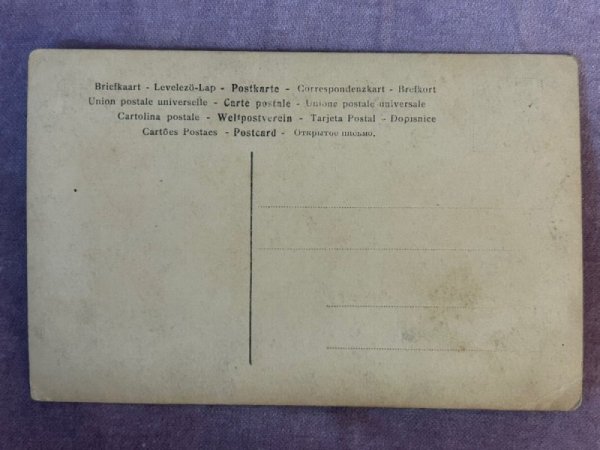 Briefkaart - Levelező-Lap - Postkarte - Correspondenzkart - Brefkort
Union postale universelle - Carte postale - Unione postale universale
Cartolina postale - Weltpostverein - Tarjeta Postal - Dopisnice
Cartões Postaes - Postcard - Открытое письмо.